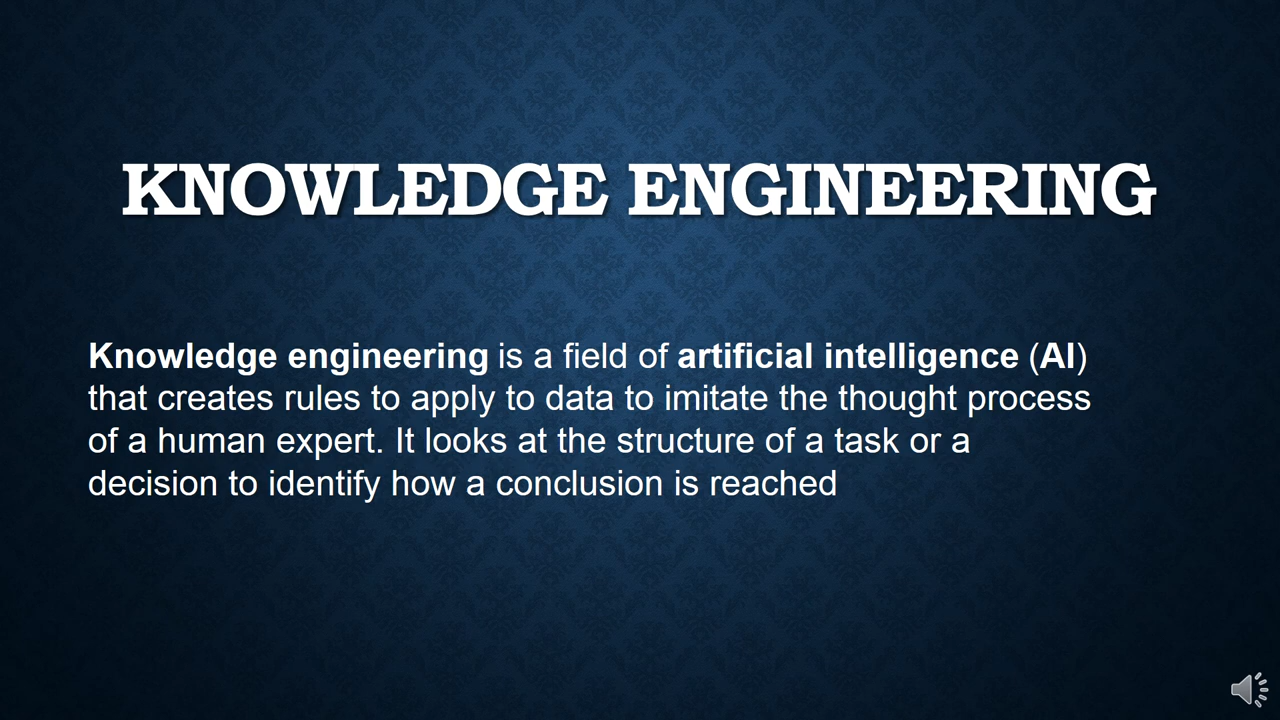 KNOWLEDGE ENGINEERING
Knowledge engineering is a field of artificial intelligence (AI)
that creates rules to apply to data to imitate the thought process
of a human expert. It looks at the structure of a task or a
decision to identify how a conclusion is reached